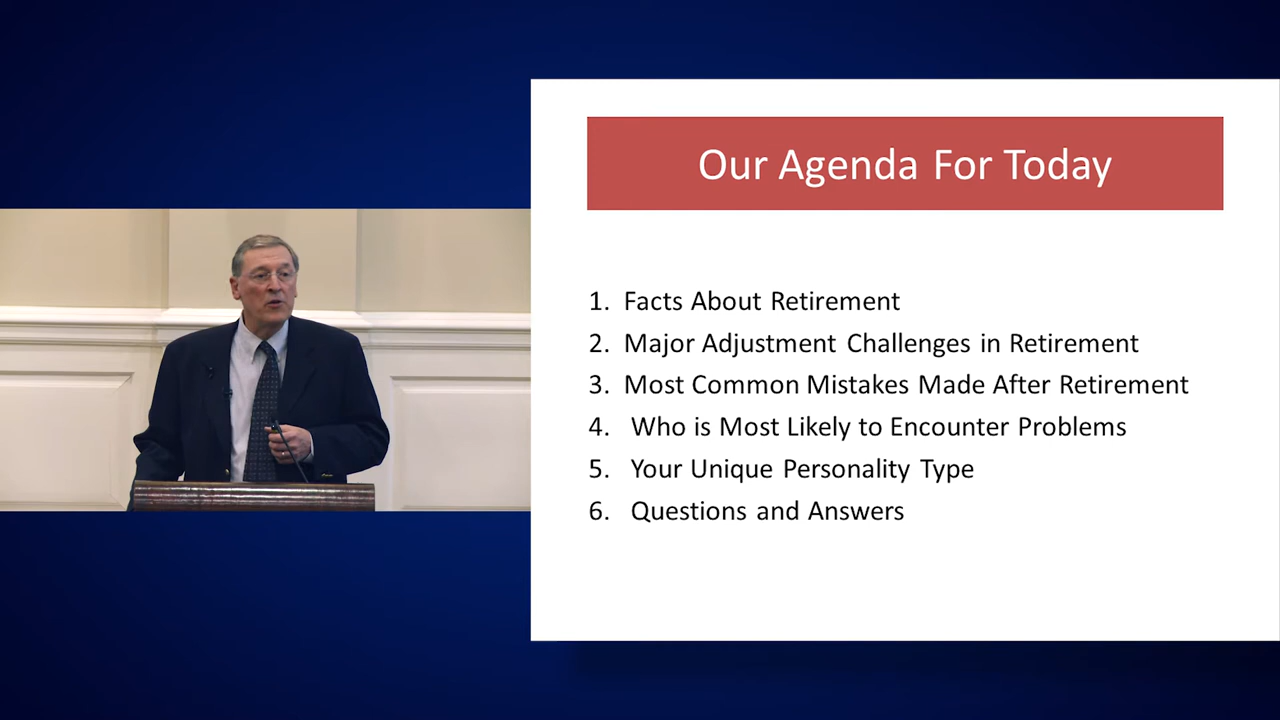 Our Agenda For Today
1. Facts About Retirement
2. Major Adjustment Challenges in Retirement
3. Most Common Mistakes Made After Retirement
4. Who is Most Likely to Encounter Problems
5. Your Unique Personality Type
6. Questions and Answers